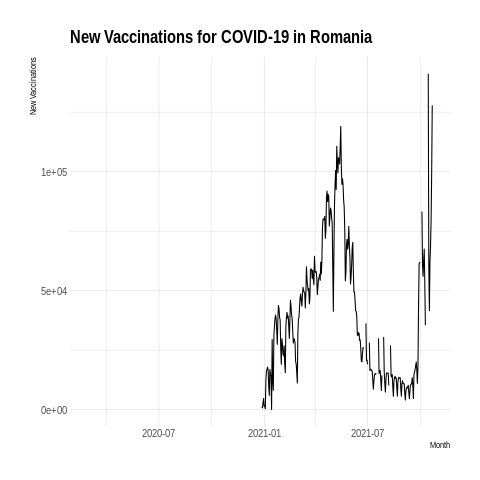 New Vaccinations for COVID-19 in Romania
New Vaccinations
1e+05
5e+04
0e+00
2020-07
2021-01
2021-07
Month